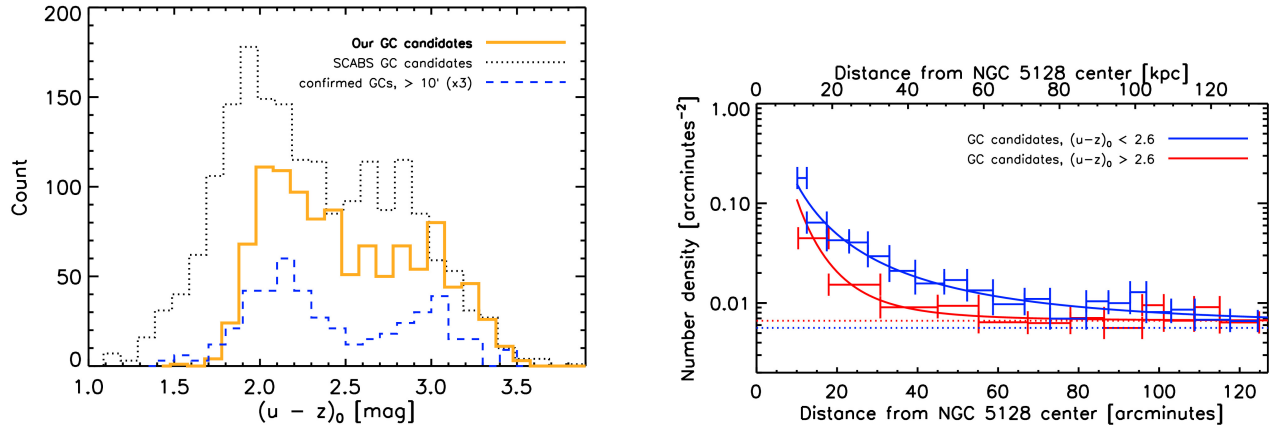 200
150
100
50
0
Count
Our GC candidates
SCABS GC candidates
confirmed GCs, > 10' (x3)
1.0 1.5 2.0 2.5 3.0 3.5
(u - z)₀ [mag]
Distance from NGC 5128 center [kpc]
0 20 40 60 80 100 120
1.00
0.10
0.01
Number density [arcminutes⁻²]
GC candidates, (u-z)₀ < 2.6
GC candidates, (u-z)₀ > 2.6
0 20 40 60 80 100 120
Distance from NGC 5128 center [arcminutes]